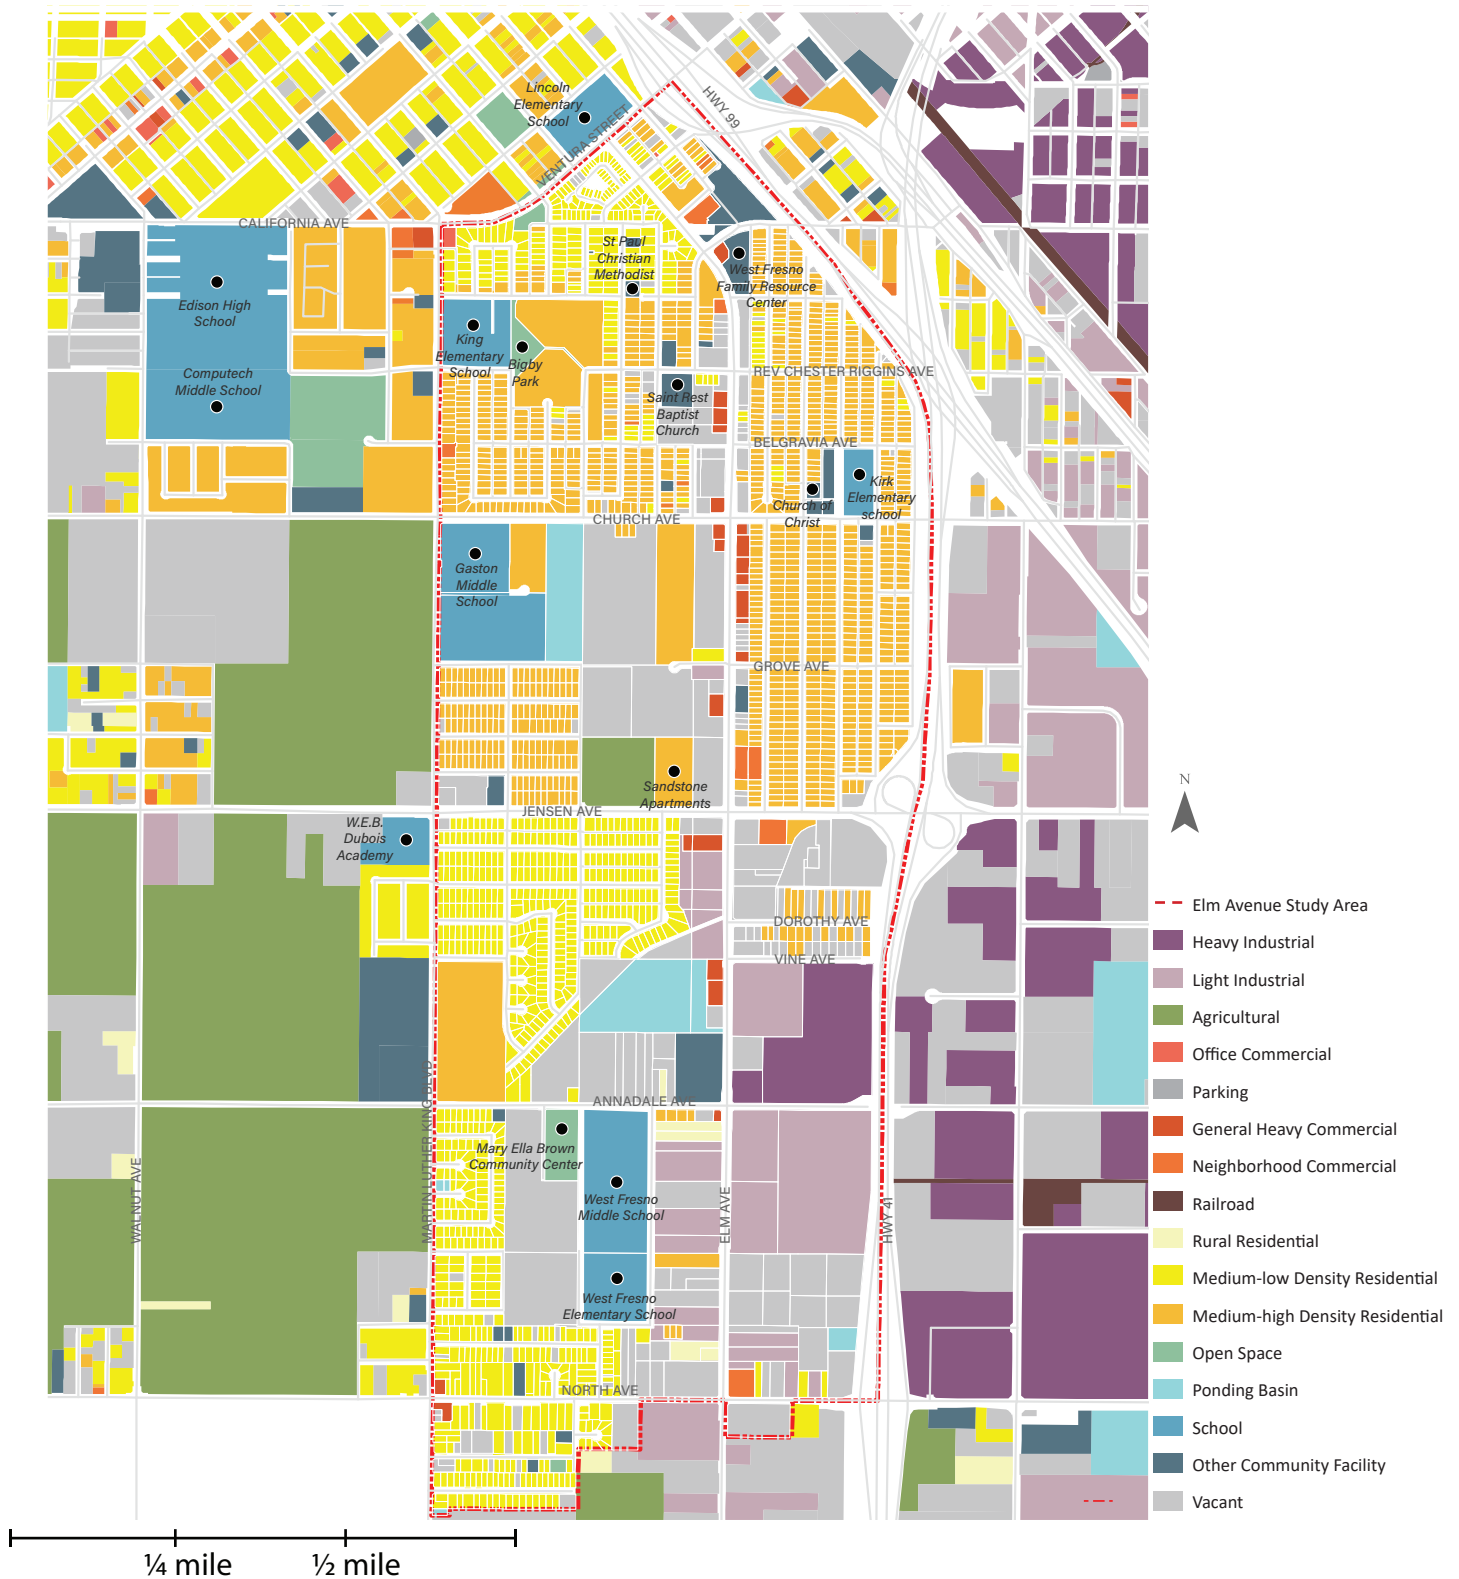 Lincoln
Elementary
School
VENTURA STREET
HWY 99
CALIFORNIA AVE
St Paul
Christian
Methodist
West Fresno
Family Resource
Center
Edison High
School
King
Elementary
School
Bigby
Park
Computech
Middle School
REV CHESTER RIGGINS AVE
Saint Rest
Baptist
Church
BELGRAVIA AVE
Kirk
Elementary
school
Church of
Christ
CHURCH AVE
Gaston
Middle
School
GROVE AVE
Sandstone
Apartments
JENSEN AVE
W.E.B.
Dubois
Academy
DOROTHY AVE
VINE AVE
ANNADALE AVE
MARTIN LUTHER KING BLVD
Mary Ella Brown
Community Center
West Fresno
Middle School
WALNUT AVE
ELM AVE
HWY 41
West Fresno
Elementary School
NORTH AVE
N
Elm Avenue Study Area
Heavy Industrial
Light Industrial
Agricultural
Office Commercial
Parking
General Heavy Commercial
Neighborhood Commercial
Railroad
Rural Residential
Medium-low Density Residential
Medium-high Density Residential
Open Space
Ponding Basin
School
Other Community Facility
Vacant
¼ mile
½ mile